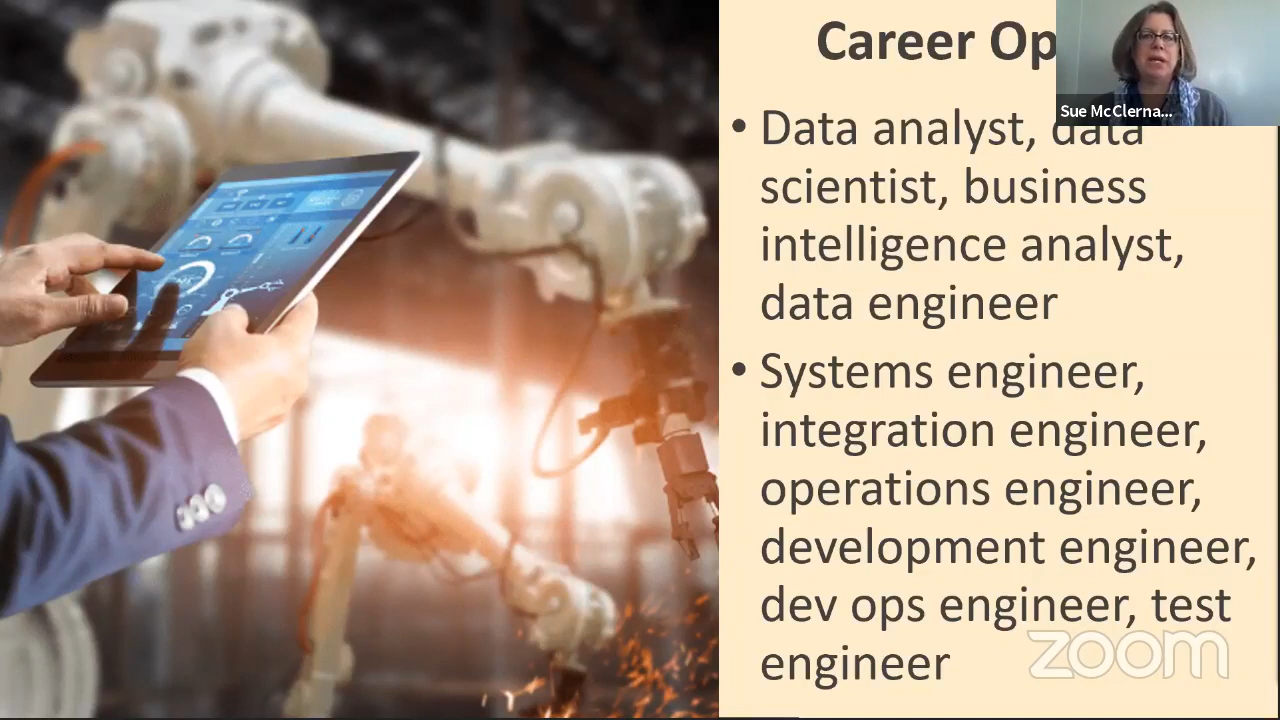 Career Op
Sue McClerna...
• Data analyst, data
scientist, business
intelligence analyst,
data engineer
• Systems engineer,
integration engineer,
operations engineer,
development engineer,
dev ops engineer, test
engineer
zoom